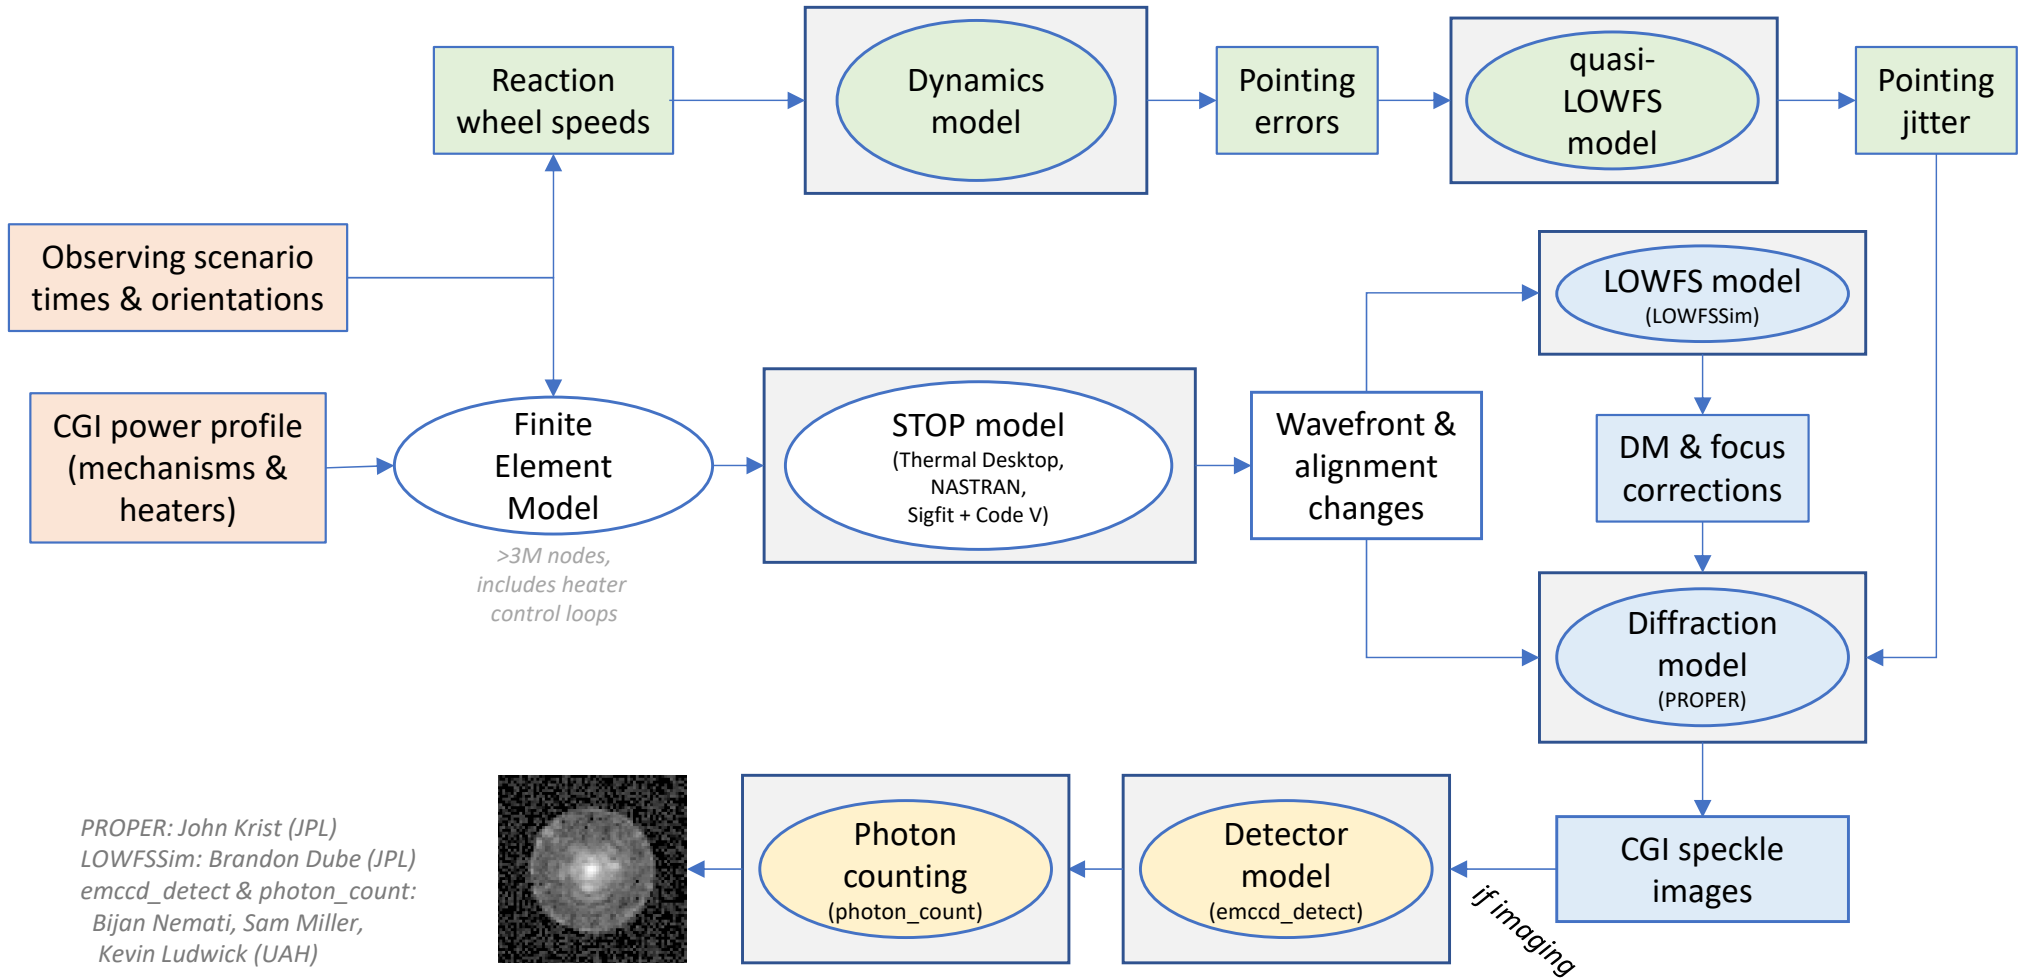 Reaction
wheel speeds
Dynamics
model
Pointing
errors
quasi-
LOWFS
model
Pointing
jitter
Observing scenario
times & orientations
LOWFS model
(LOWFSSim)
CGI power profile
(mechanisms &
heaters)
Finite
Element
Model
>3M nodes,
includes heater
control loops
STOP model
(Thermal Desktop,
NASTRAN,
Sigfit + Code V)
Wavefront &
alignment
changes
DM & focus
corrections
Diffraction
model
(PROPER)
CGI speckle
images
if imaging
Detector
model
(emccd_detect)
Photon
counting
(photon_count)
PROPER: John Krist (JPL)
LOWFSSim: Brandon Dube (JPL)
emccd_detect & photon_count:
Bijan Nemati, Sam Miller,
Kevin Ludwick (UAH)